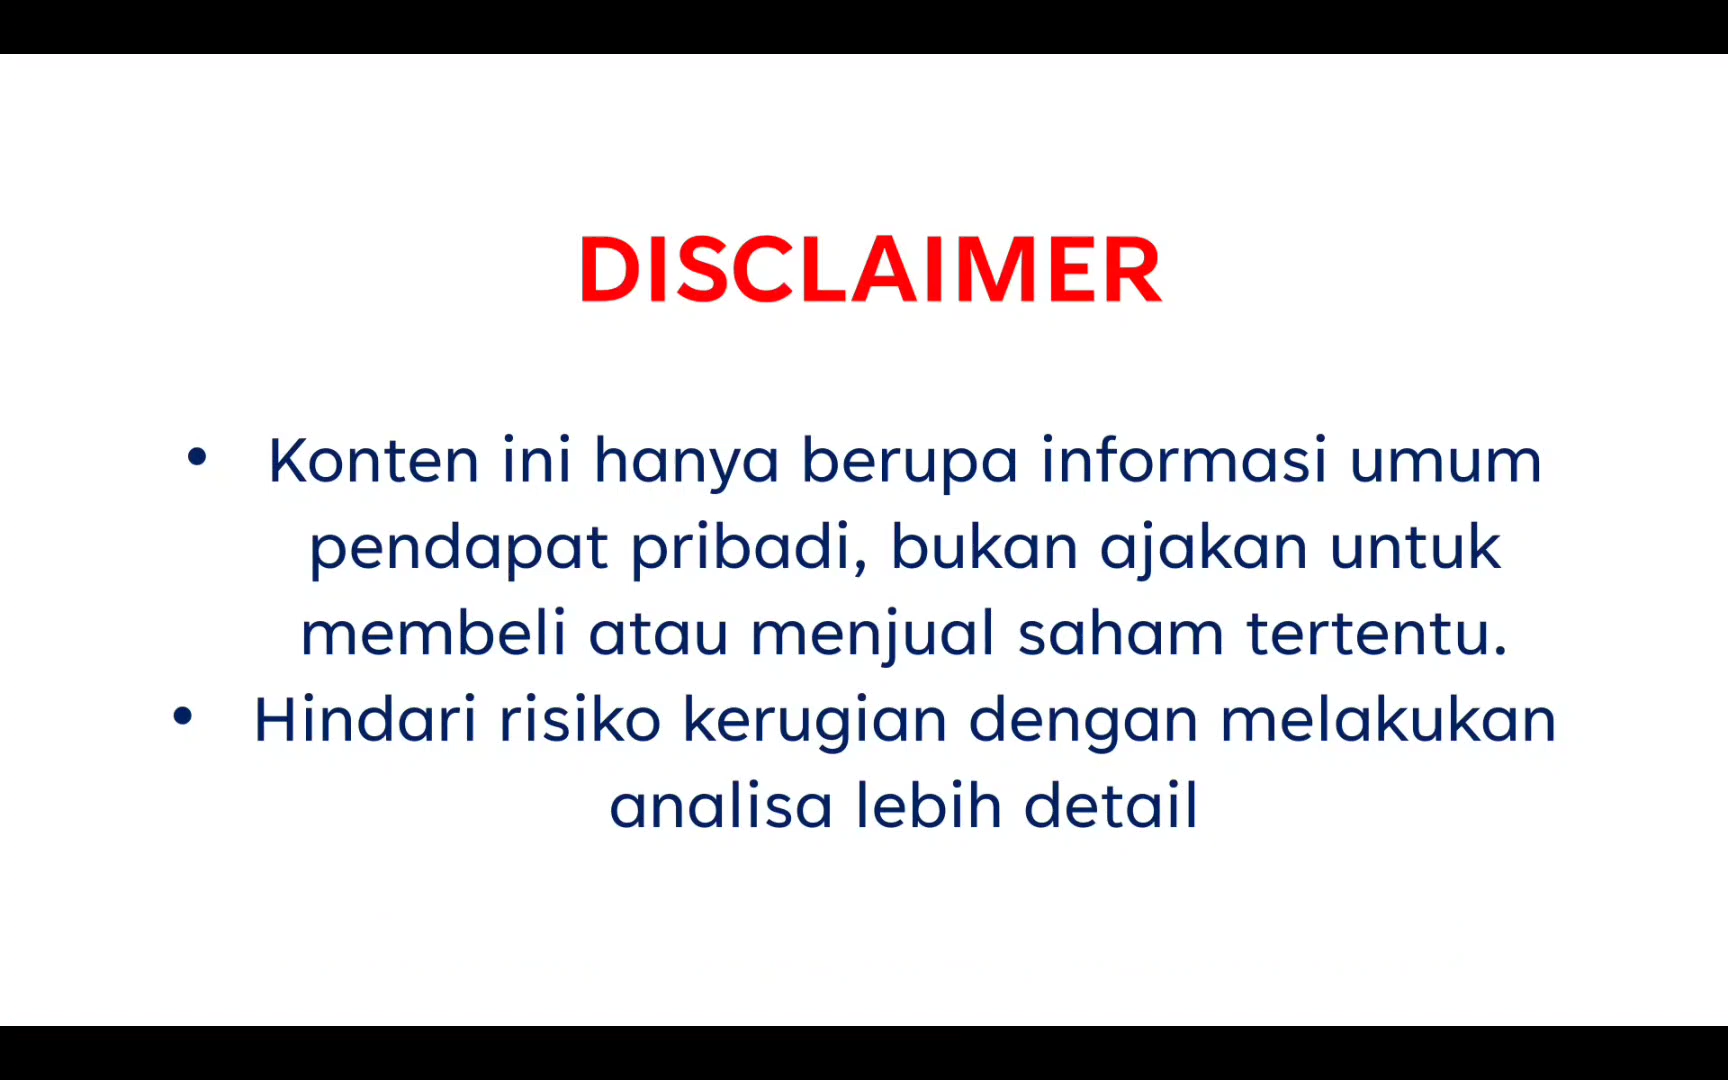 DISCLAIMER
• Konten ini hanya berupa informasi umum
pendapat pribadi, bukan ajakan untuk
membeli atau menjual saham tertentu.
• Hindari risiko kerugian dengan melakukan
analisa lebih detail